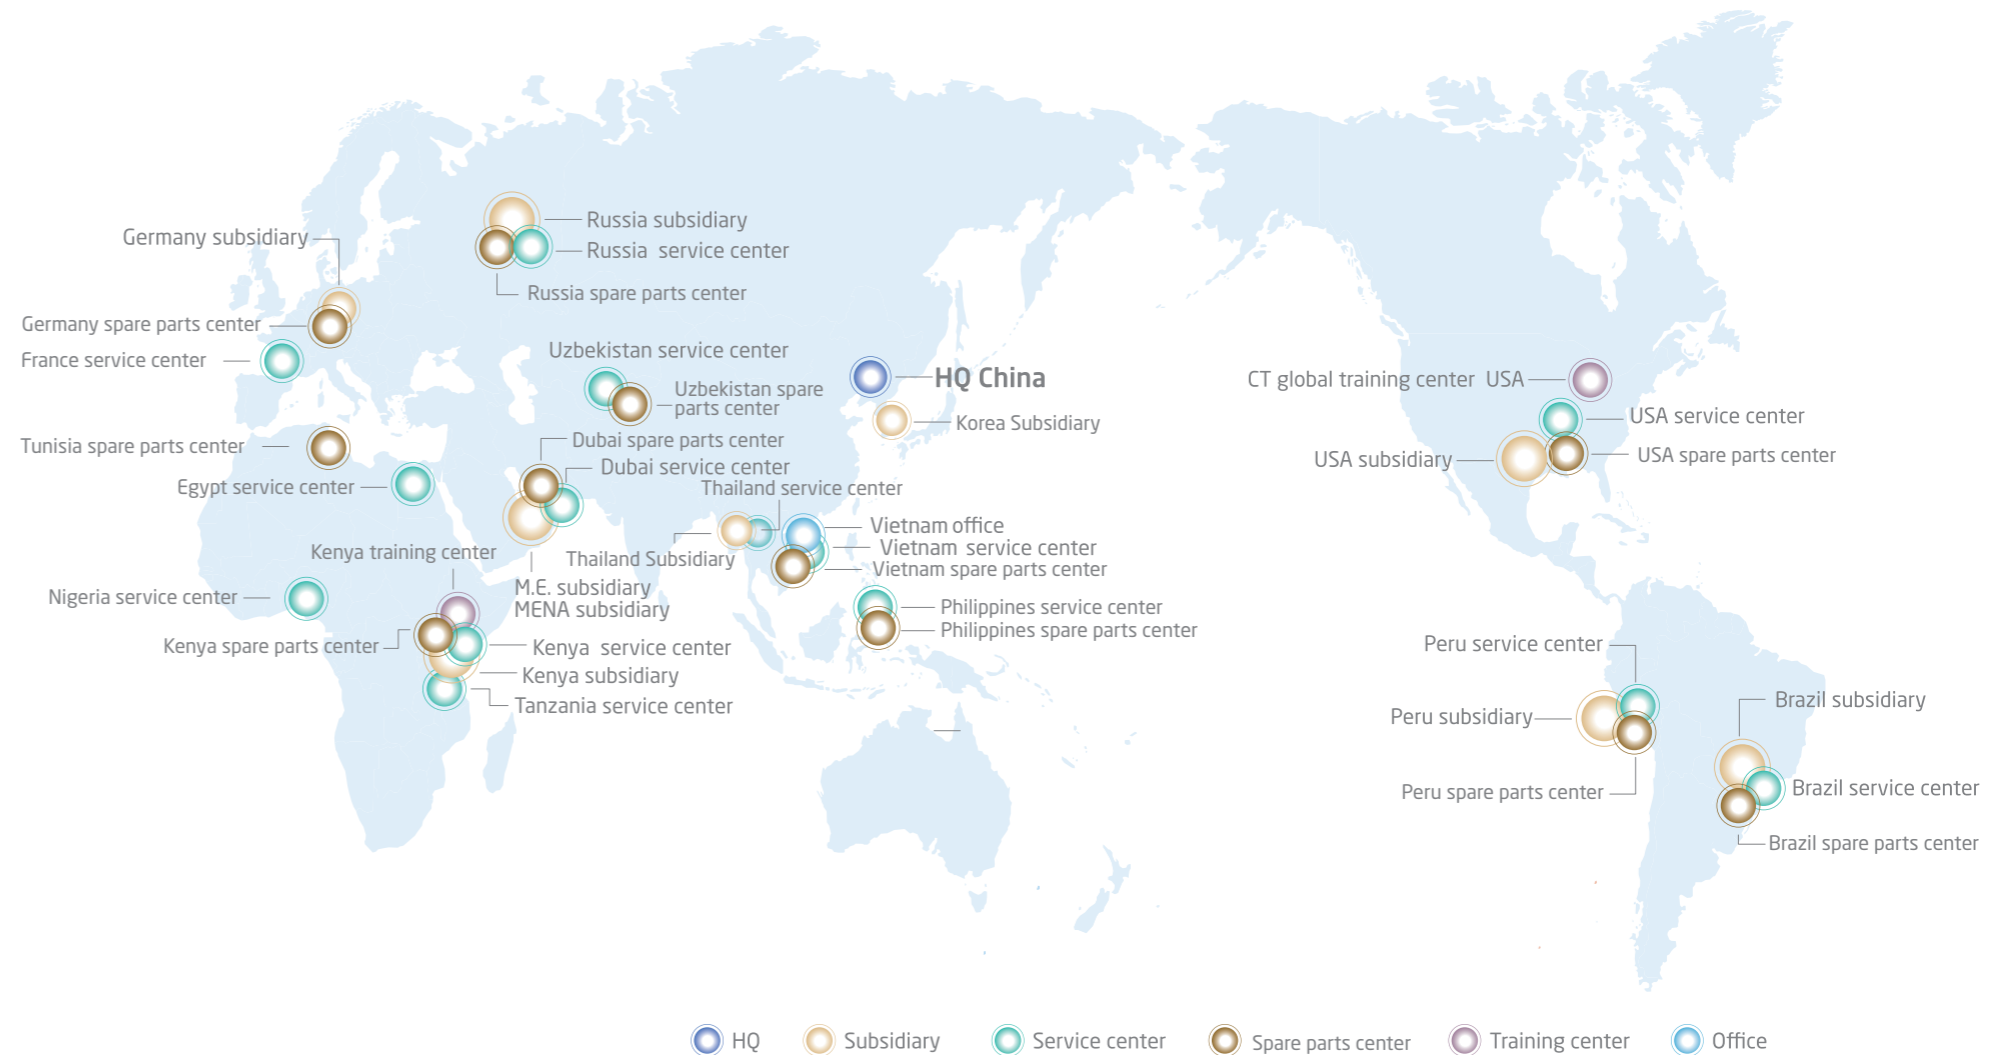 Russia subsidiary
Russia service center
Russia spare parts center
Germany subsidiary
Germany spare parts center
France service center
Uzbekistan service center
Uzbekistan spare
parts center
HQ China
Korea Subsidiary
Tunisia spare parts center
Egypt service center
Dubai spare parts center
Dubai service center
Thailand service center
Thailand Subsidiary
Vietnam office
Vietnam service center
Vietnam spare parts center
M.E. subsidiary
MENA subsidiary
Kenya training center
Nigeria service center
Kenya spare parts center
Kenya service center
Kenya subsidiary
Tanzania service center
Philippines service center
Philippines spare parts center
CT global training center USA
USA service center
USA subsidiary
USA spare parts center
Peru service center
Peru subsidiary
Peru spare parts center
Brazil subsidiary
Brazil service center
Brazil spare parts center
HQ
Subsidiary
Service center
Spare parts center
Training center
Office